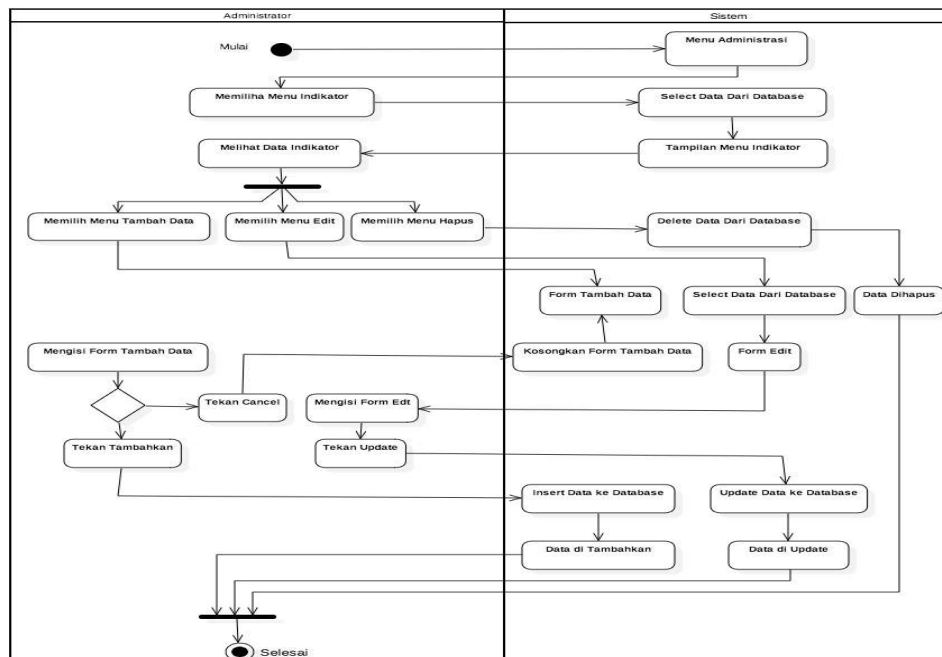 Administrator
Sistem
Mulai
Menu Administrasi
Memiliha Menu Indikator
Select Data Dari Database
Melihat Data Indikator
Tampilan Menu Indikator
Memilih Menu Tambah Data
Memilih Menu Edit
Memilih Menu Hapus
Delete Data Dari Database
Form Tambah Data
Select Data Dari Database
Data Dihapus
Mengisi Form Tambah Data
Kosongkan Form Tambah Data
Form Edit
Tekan Cancel
Mengisi Form Edt
Tekan Tambahkan
Tekan Update
Insert Data ke Database
Update Data ke Database
Data di Tambahkan
Data di Update
Selesai